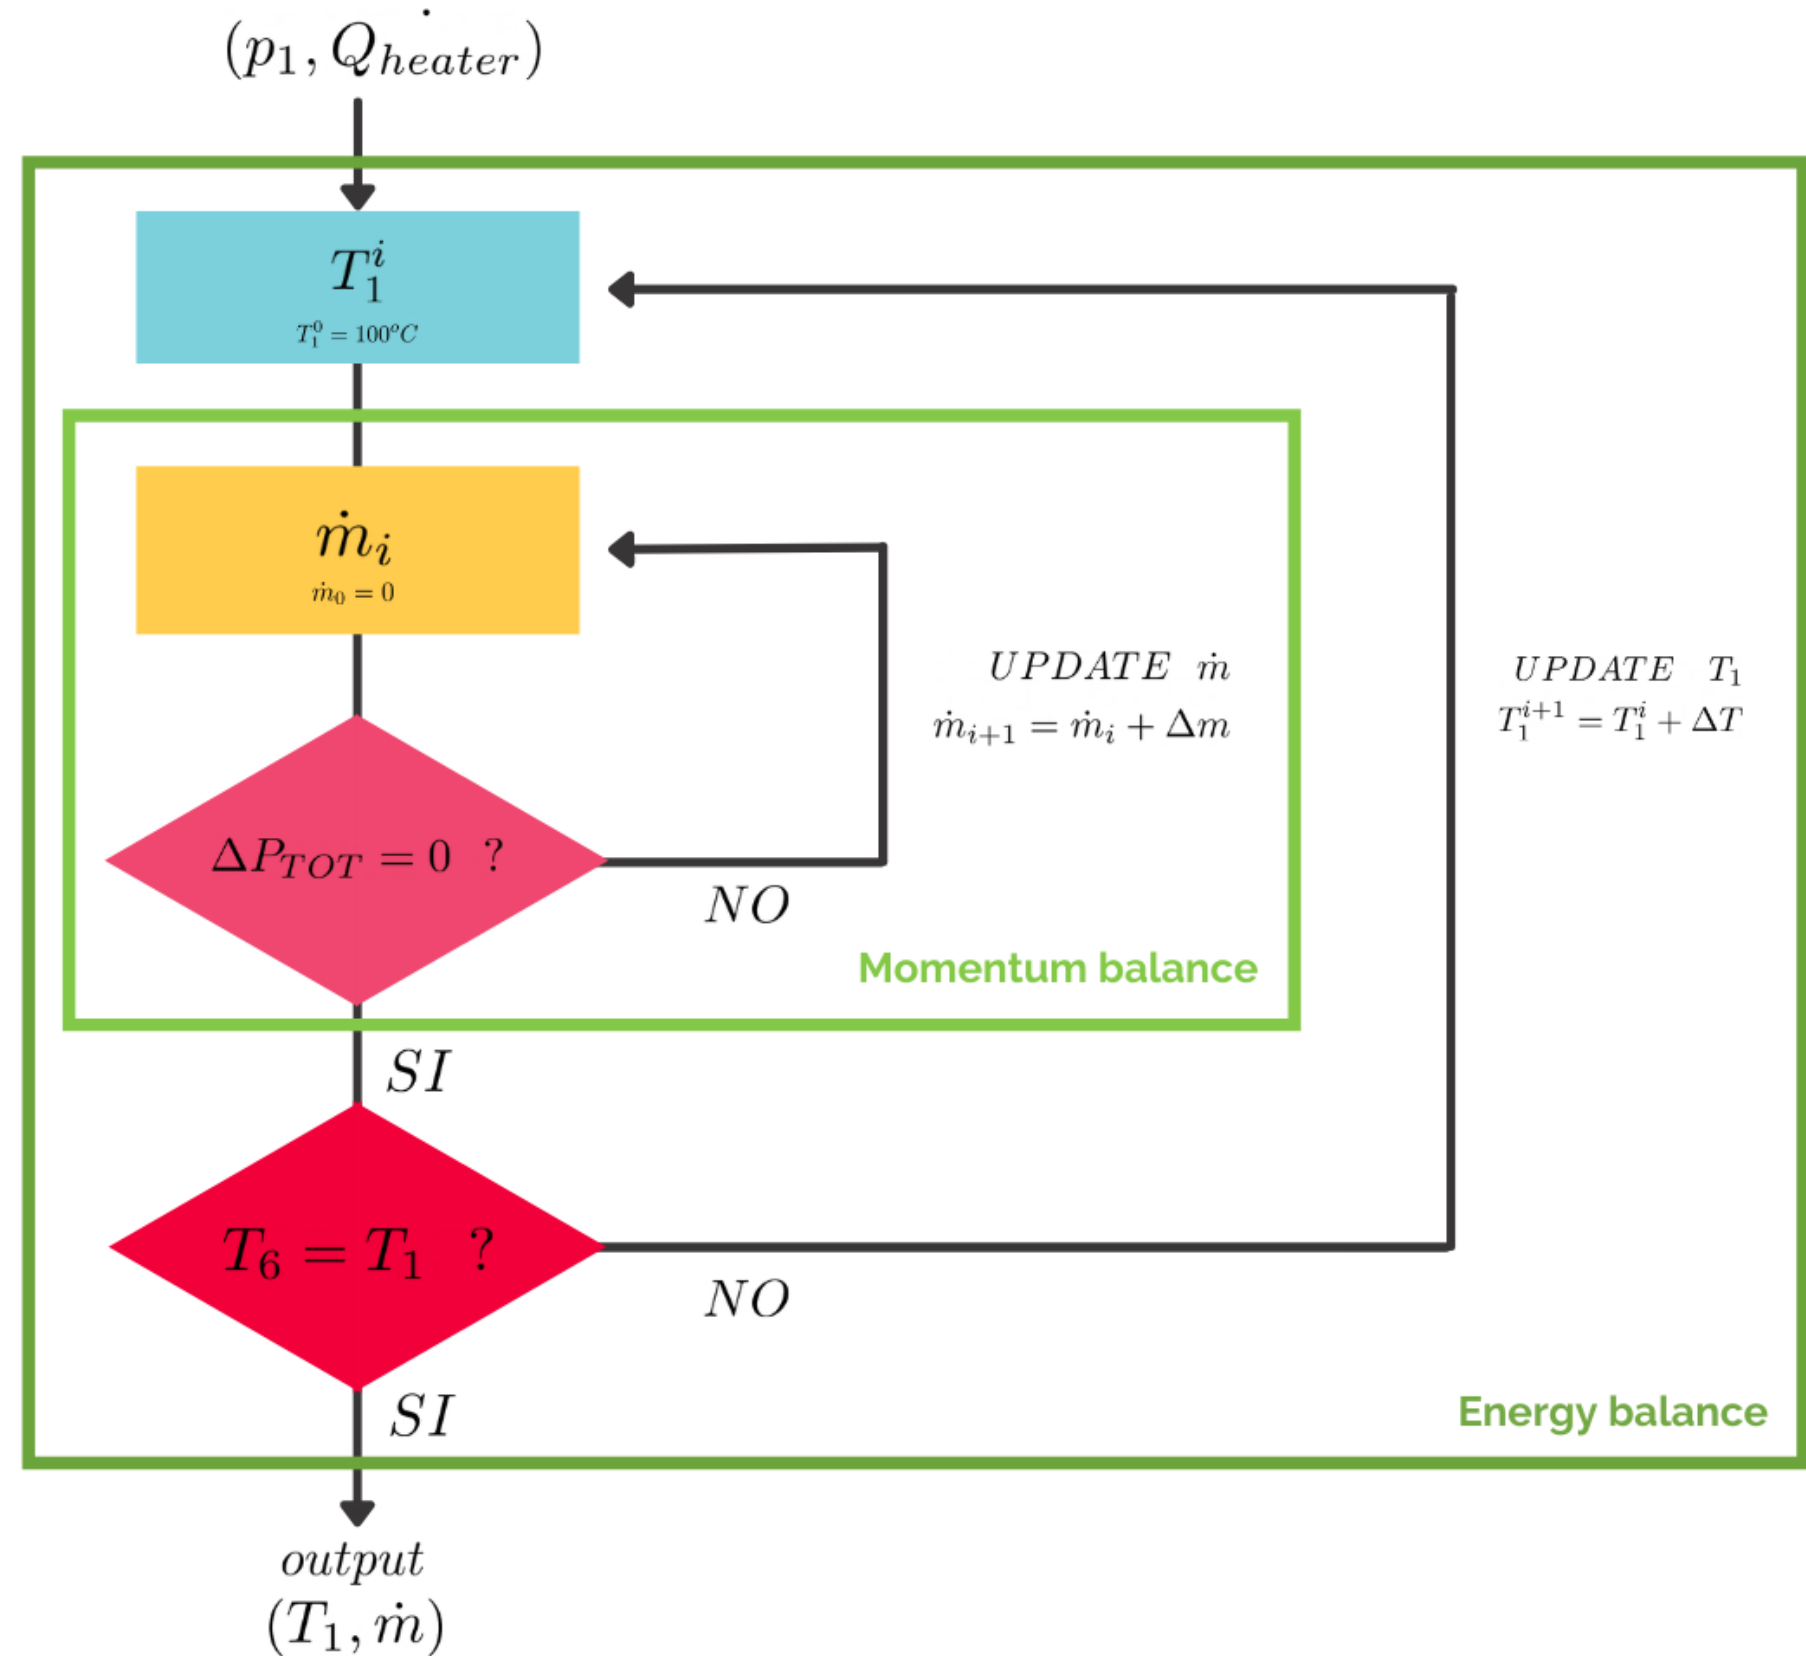 (p₁, Q̇_heater)
T₁ⁱ
T₁⁰ = 100°C
ṁᵢ
ṁ₀ = 0
UPDATE ṁ
ṁᵢ₊₁ = ṁᵢ + Δm
UPDATE T₁
T₁ⁱ⁺¹ = T₁ⁱ + ΔT
ΔP_TOT = 0 ?
NO
Momentum balance
SI
T₆ = T₁ ?
NO
SI
Energy balance
output
(T₁, ṁ)